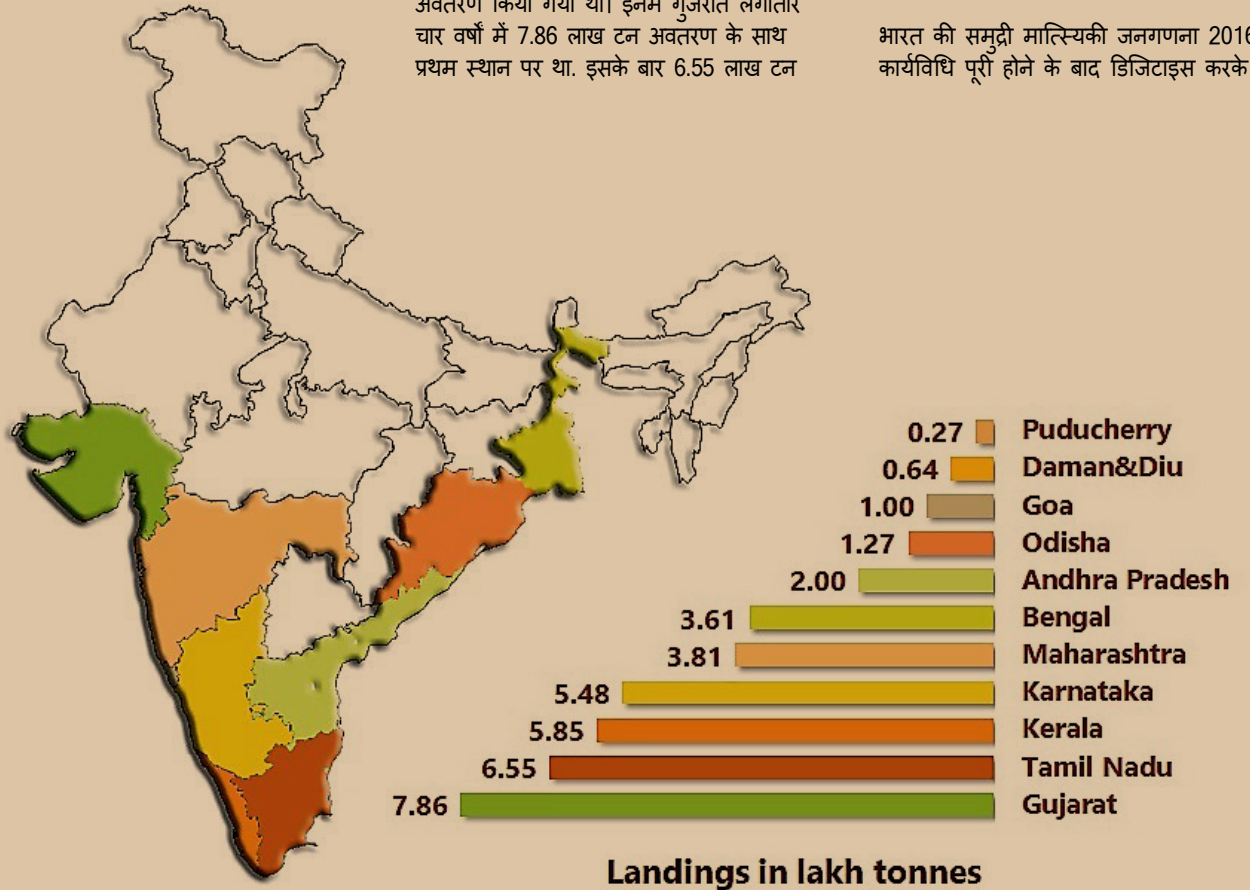 अवतरण किया गया था। इनमें गुजरात लगातार
चार वर्षों में 7.86 लाख टन अवतरण के साथ
प्रथम स्थान पर था. इसके बार 6.55 लाख टन
भारत की समुद्री मात्स्यिकी जनगणना 2016
कार्यविधि पूरी होने के बाद डिजिटाइस करके
0.27 Puducherry
0.64 Daman&Diu
1.00 Goa
1.27 Odisha
2.00 Andhra Pradesh
3.61 Bengal
3.81 Maharashtra
5.48 Karnataka
5.85 Kerala
6.55 Tamil Nadu
7.86 Gujarat
Landings in lakh tonnes